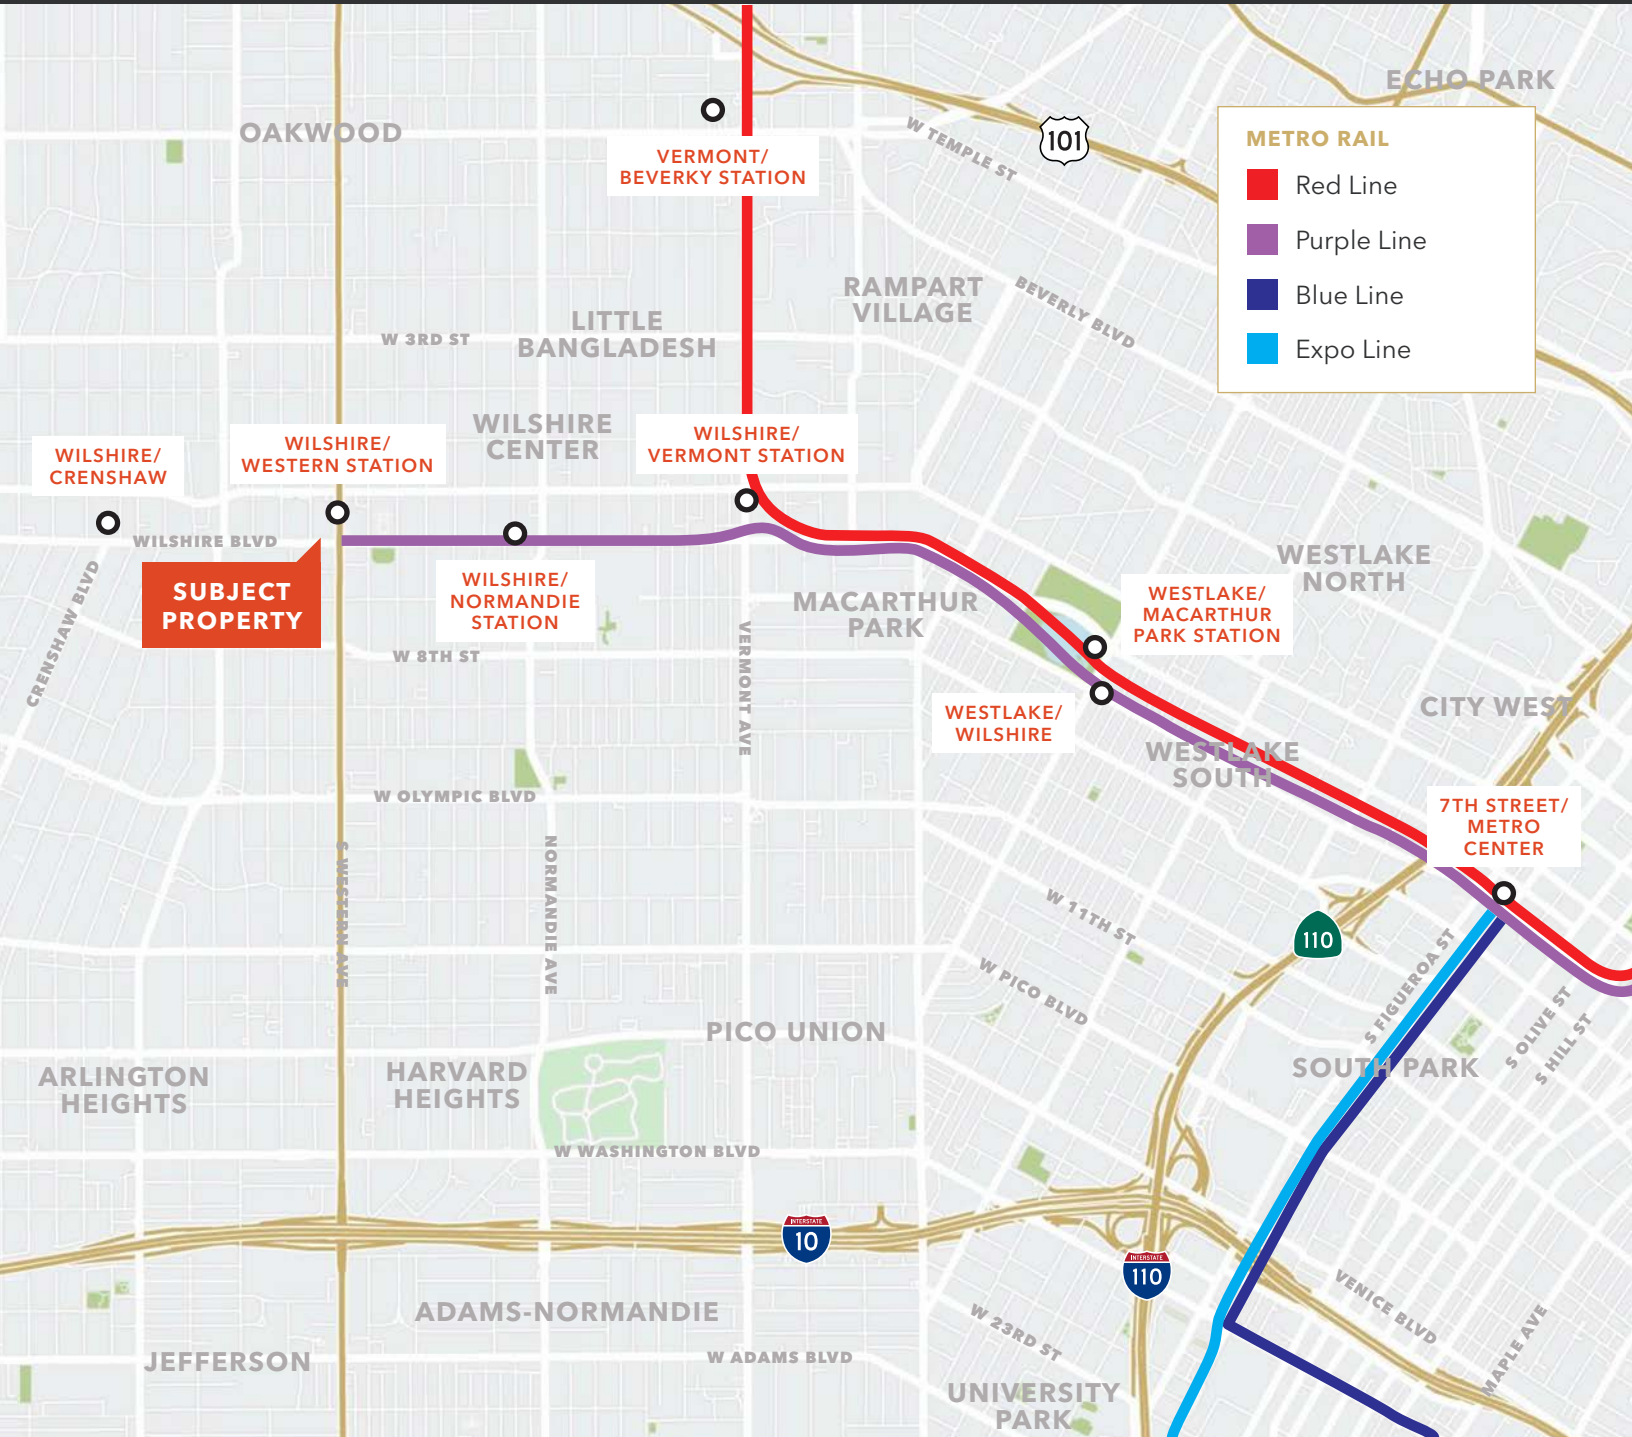 ECHO PARK
OAKWOOD
W TEMPLE ST
101
METRO RAIL
Red Line
Purple Line
Blue Line
Expo Line
VERMONT/
BEVERKY STATION
RAMPART
VILLAGE
BEVERLY BLVD
LITTLE
BANGLADESH
W 3RD ST
WILSHIRE
CENTER
WILSHIRE/
CRENSHAW
WILSHIRE/
WESTERN STATION
WILSHIRE/
VERMONT STATION
WILSHIRE BLVD
SUBJECT
PROPERTY
WILSHIRE/
NORMANDIE
STATION
MACARTHUR
PARK
WESTLAKE/
MACARTHUR
PARK STATION
WESTLAKE
NORTH
CRENSHAW BLVD
W 8TH ST
VERMONT AVE
WESTLAKE/
WILSHIRE
WESTLAKE
SOUTH
CITY WEST
W OLYMPIC BLVD
7TH STREET/
METRO
CENTER
S WESTERN AVE
NORMANDIE AVE
W 11TH ST
110
W PICO BLVD
S FIGUEROA ST
S OLIVE ST
S HILL ST
PICO UNION
SOUTH PARK
ARLINGTON
HEIGHTS
HARVARD
HEIGHTS
W WASHINGTON BLVD
INTERSTATE
10
INTERSTATE
110
ADAMS-NORMANDIE
W 23RD ST
VENICE BLVD
MAPLE AVE
JEFFERSON
W ADAMS BLVD
UNIVERSITY
PARK